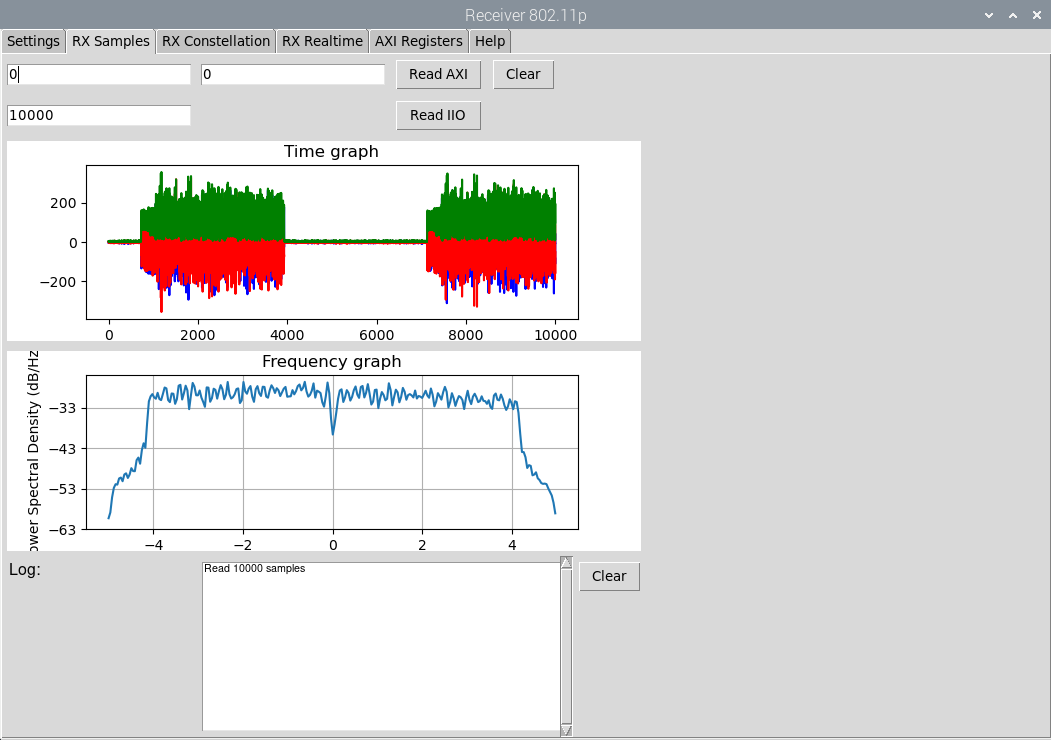 Receiver 802.11p
Settings RX Samples RX Constellation RX Realtime AXI Registers Help
0 0 Read AXI Clear
10000 Read IIO
Time graph
200
0
−200
0 2000 4000 6000 8000 10000
Frequency graph
ower Spectral Density (dB/Hz
−33
−43
−53
−63
−4 −2 0 2 4
Log: Read 10000 samples Clear